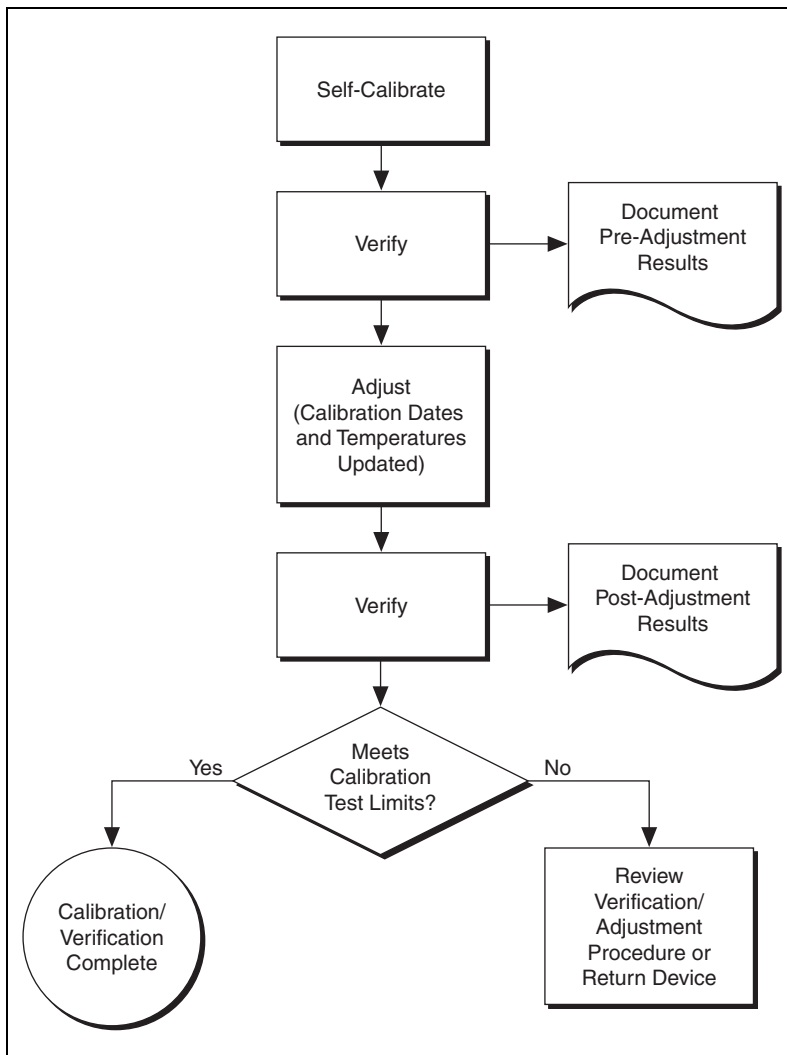 Self-Calibrate
Verify
Document
Pre-Adjustment
Results
Adjust
(Calibration Dates
and Temperatures
Updated)
Verify
Document
Post-Adjustment
Results
Meets
Calibration
Test Limits?
Yes
No
Calibration/
Verification
Complete
Review
Verification/
Adjustment
Procedure or
Return Device